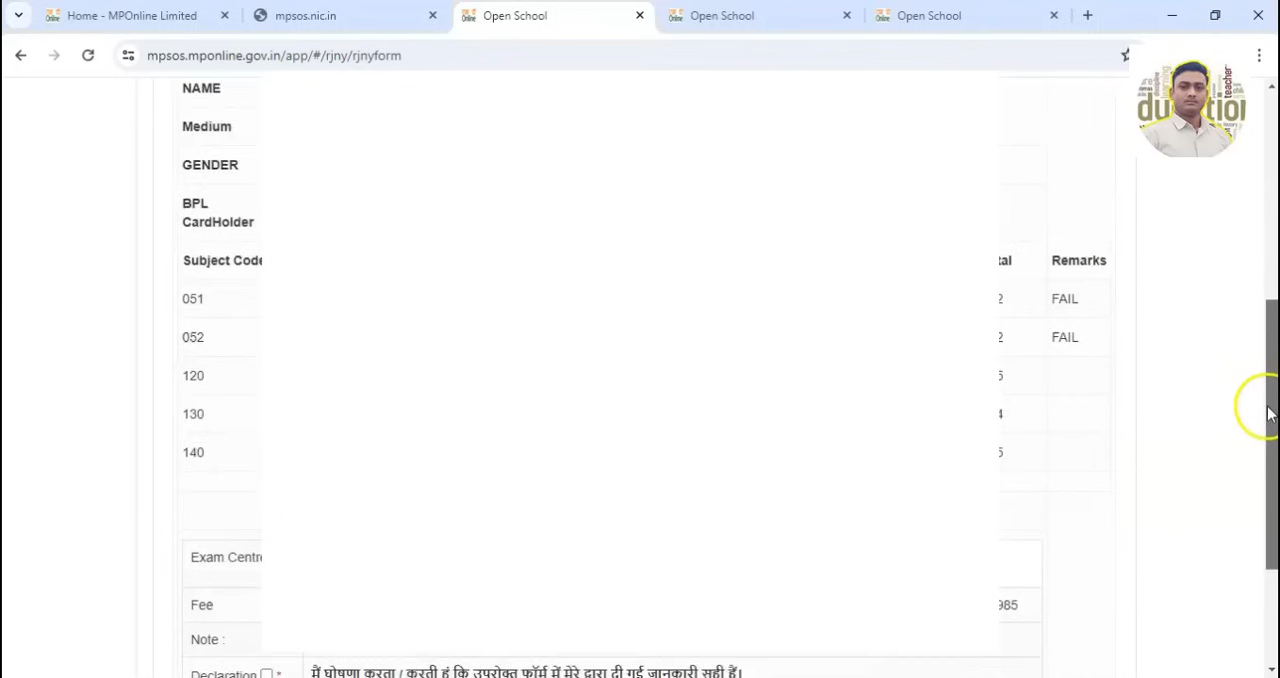 Home - MPOnline Limited
mpsos.nic.in
Open School
Open School
Open School
mpsos.mponline.gov.in/app/#/rjny/rjnyform
NAME
Medium
GENDER
BPL
CardHolder
Subject Code tal Remarks
051 2 FAIL
052 2 FAIL
120 5
130 4
140 5
Exam Centre
Fee 985
Note :
Declaration * मैं घोषणा करता / करती हूं कि उपरोक्त फॉर्म में मेरे द्वारा दी गई जानकारी सही हैं।